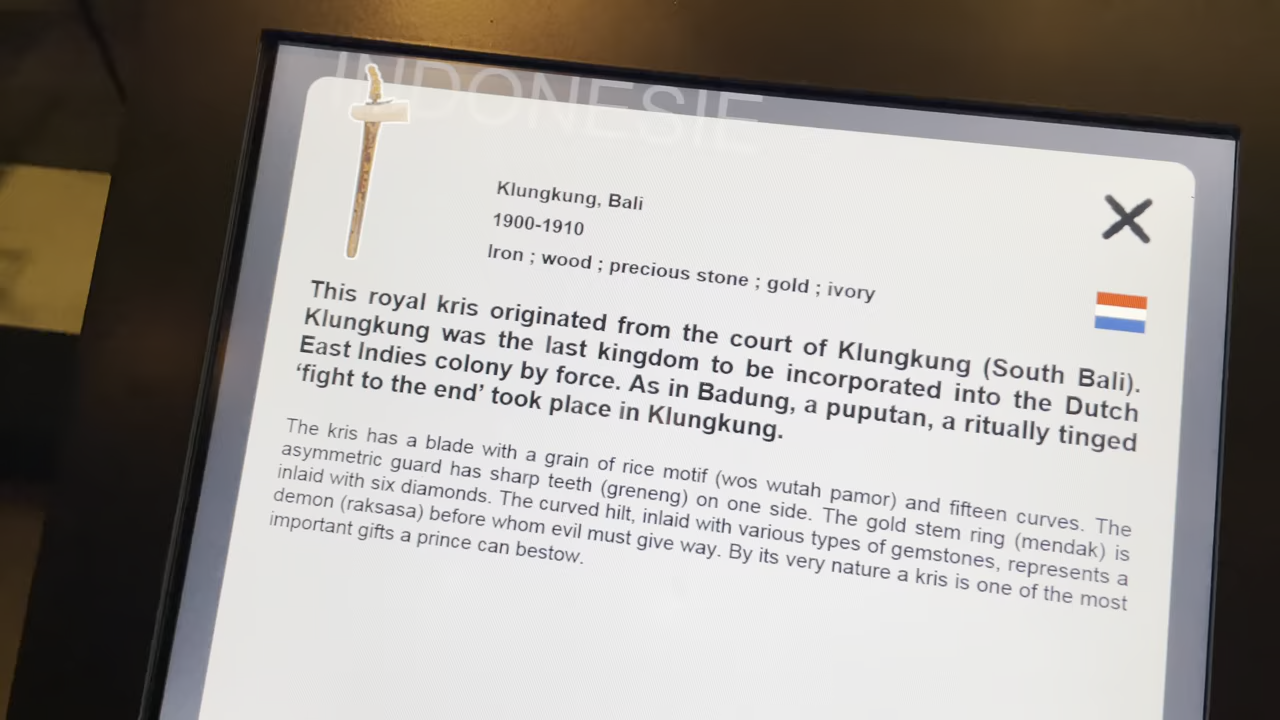 INDONESIE
Klungkung, Bali
1900-1910
Iron ; wood ; precious stone ; gold ; ivory
This royal kris originated from the court of Klungkung (South Bali).
Klungkung was the last kingdom to be incorporated into the Dutch
East Indies colony by force. As in Badung, a puputan, a ritually tinged
‘fight to the end’ took place in Klungkung.
The kris has a blade with a grain of rice motif (wos wutah pamor) and fifteen curves. The
asymmetric guard has sharp teeth (greneng) on one side. The gold stem ring (mendak) is
inlaid with six diamonds. The curved hilt, inlaid with various types of gemstones, represents a
demon (raksasa) before whom evil must give way. By its very nature a kris is one of the most
important gifts a prince can bestow.